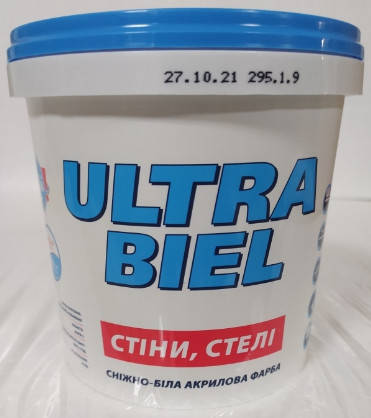 27.10.21 295.1.9
ULTRA
BIEL
СТІНИ, СТЕЛІ
СНІЖНО-БІЛА АКРИЛОВА ФАРБА